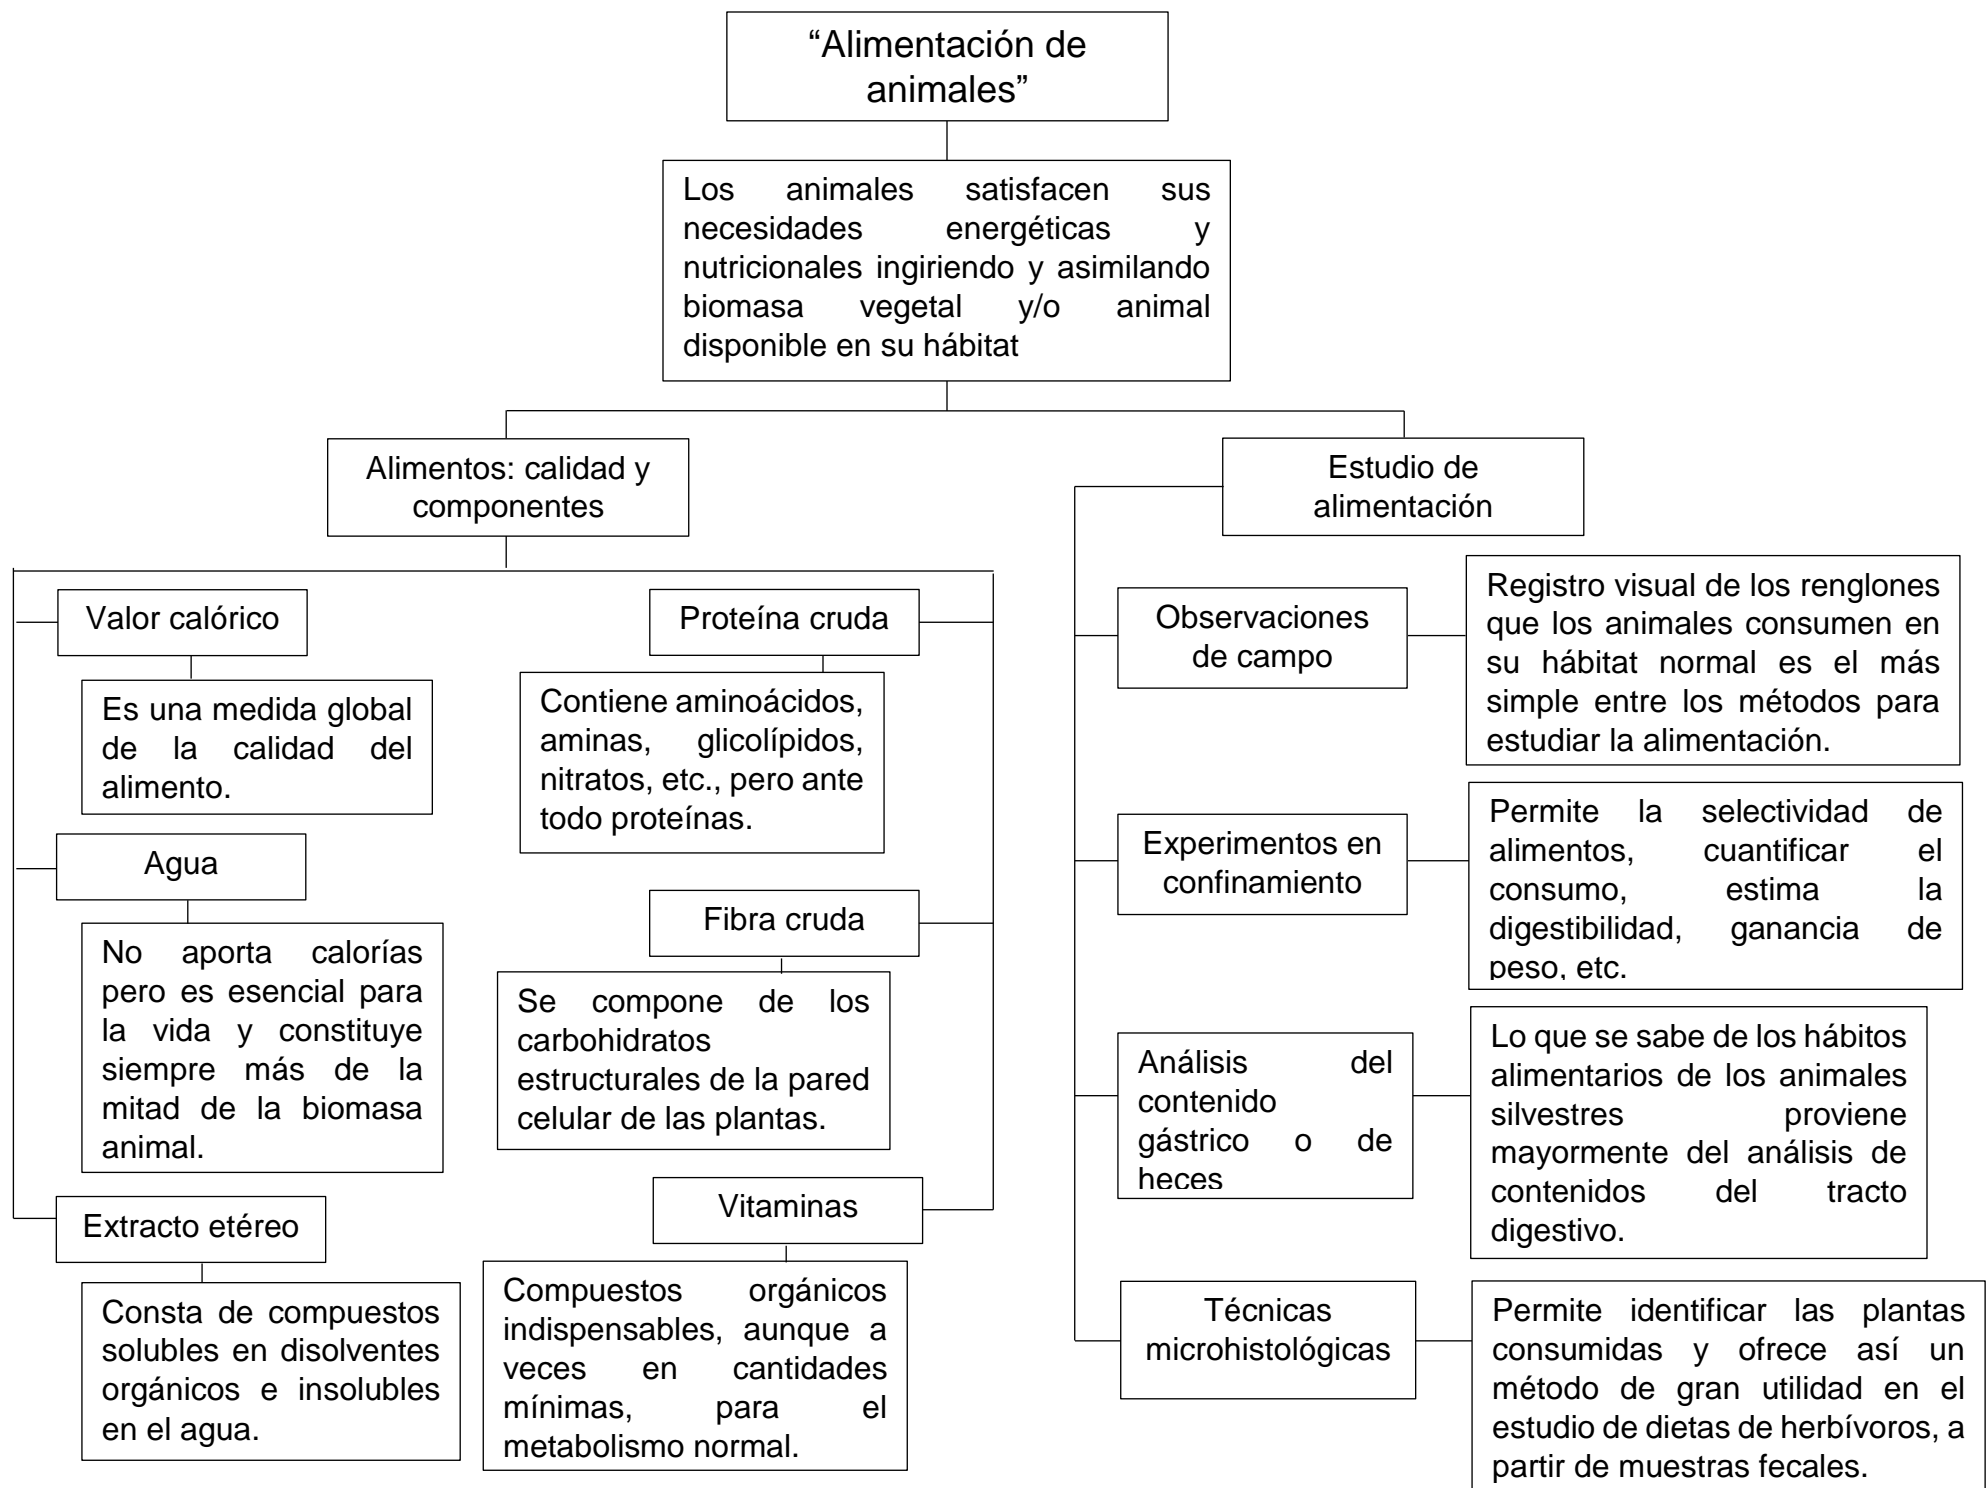 “Alimentación de
animales”
Los animales satisfacen sus
necesidades energéticas y
nutricionales ingiriendo y asimilando
biomasa vegetal y/o animal
disponible en su hábitat
Alimentos: calidad y
componentes
Valor calórico
Es una medida global
de la calidad del
alimento.
Agua
No aporta calorías
pero es esencial para
la vida y constituye
siempre más de la
mitad de la biomasa
animal.
Extracto etéreo
Consta de compuestos
solubles en disolventes
orgánicos e insolubles
en el agua.
Proteína cruda
Contiene aminoácidos,
aminas, glicolípidos,
nitratos, etc., pero ante
todo proteínas.
Fibra cruda
Se compone de los
carbohidratos
estructurales de la pared
celular de las plantas.
Vitaminas
Compuestos orgánicos
indispensables, aunque a
veces en cantidades
mínimas, para el
metabolismo normal.
Estudio de
alimentación
Observaciones
de campo
Registro visual de los renglones
que los animales consumen en
su hábitat normal es el más
simple entre los métodos para
estudiar la alimentación.
Experimentos en
confinamiento
Permite la selectividad de
alimentos, cuantificar el
consumo, estima la
digestibilidad, ganancia de
peso, etc.
Análisis del
contenido
gástrico o de
heces
Lo que se sabe de los hábitos
alimentarios de los animales
silvestres proviene
mayormente del análisis de
contenidos del tracto
digestivo.
Técnicas
microhistológicas
Permite identificar las plantas
consumidas y ofrece así un
método de gran utilidad en el
estudio de dietas de herbívoros, a
partir de muestras fecales.